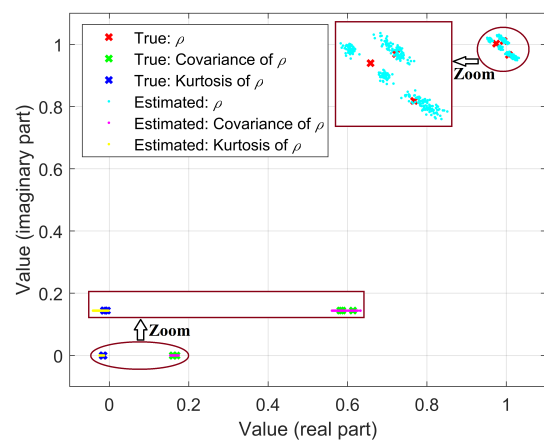 True: ρ
True: Covariance of ρ
True: Kurtosis of ρ
Estimated: ρ
Estimated: Covariance of ρ
Estimated: Kurtosis of ρ
Zoom
Zoom
1
0.8
0.6
0.4
0.2
0
0 0.2 0.4 0.6 0.8 1
Value (real part)
Value (imaginary part)